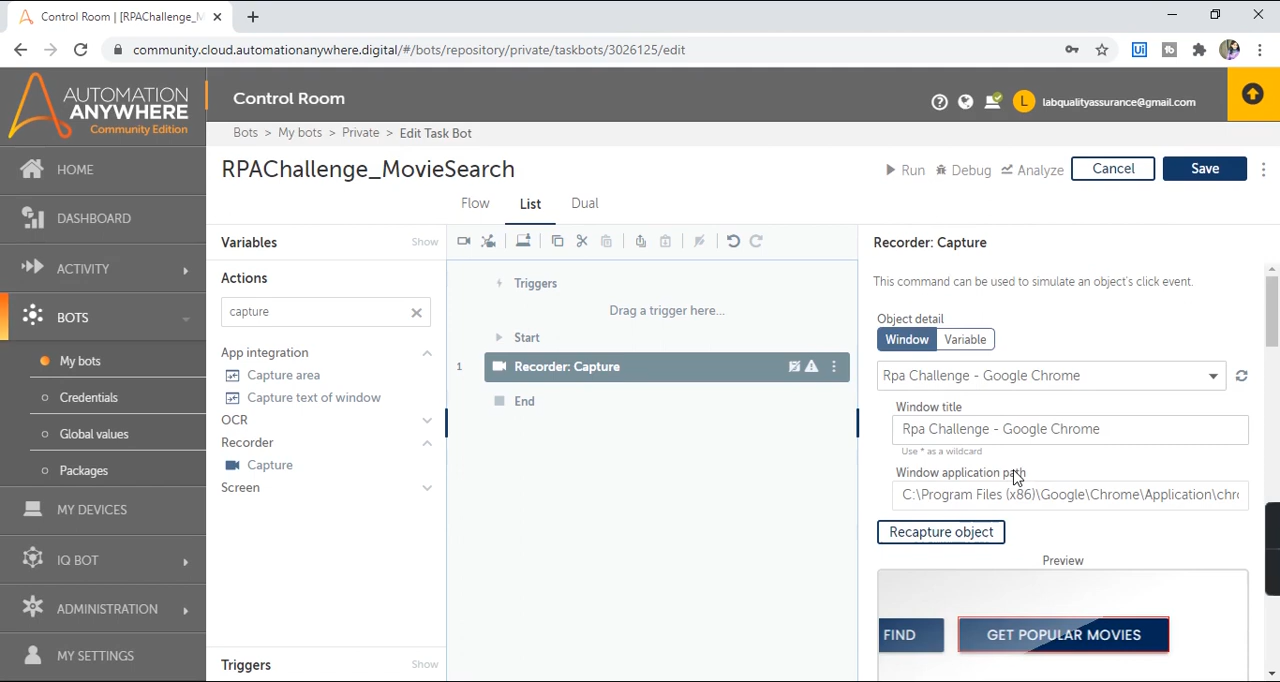 Control Room | [RPAChallenge_M
community.cloud.automationanywhere.digital/#/bots/repository/private/taskbots/3026125/edit
AUTOMATION
ANYWHERE
Community Edition
Control Room
L labqualityassurance@gmail.com
Bots > My bots > Private > Edit Task Bot
RPAChallenge_MovieSearch
Run Debug Analyze Cancel Save
Flow List Dual
HOME
DASHBOARD
ACTIVITY
BOTS
My bots
Credentials
Global values
Packages
MY DEVICES
IQ BOT
ADMINISTRATION
MY SETTINGS
Variables Show
Actions
capture
App integration
Capture area
Capture text of window
OCR
Recorder
Capture
Screen
Triggers Show
Triggers
Drag a trigger here...
Start
1 Recorder: Capture
End
Recorder: Capture
This command can be used to simulate an object's click event.
Object detail
Window Variable
Rpa Challenge - Google Chrome
Window title
Rpa Challenge - Google Chrome
Use * as a wildcard
Window application path
C:\Program Files (x86)\Google\Chrome\Application\chr
Recapture object
Preview
FIND GET POPULAR MOVIES